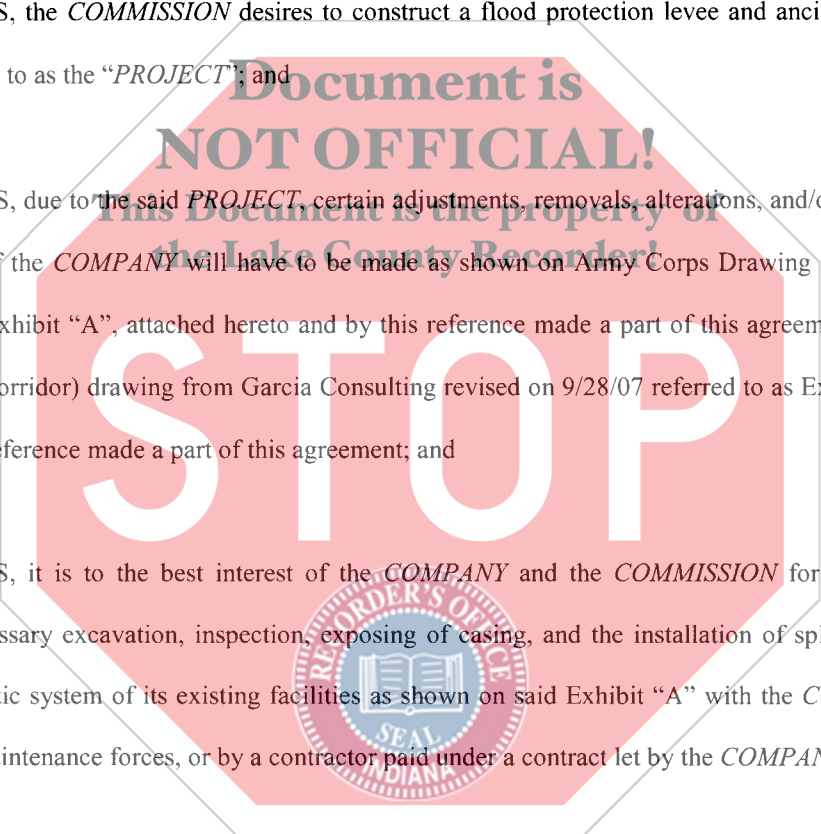 S, the COMMISSION desires to construct a flood protection levee and anci
to as the “PROJECT”; and
Document is
NOT OFFICIAL!
S, due to the said PROJECT, certain adjustments, removals, alterations, and/o
This Document is the property of
f the COMPANY will have to be made as shown on Army Corps Drawing
the Lake County Recorder!
xhibit “A”, attached hereto and by this reference made a part of this agreem
orridor) drawing from Garcia Consulting revised on 9/28/07 referred to as Ex
eference made a part of this agreement; and
STOP
S, it is to the best interest of the COMPANY and the COMMISSION for
ssary excavation, inspection, exposing of casing, and the installation of spl
tic system of its existing facilities as shown on said Exhibit “A” with the C
intenance forces, or by a contractor paid under a contract let by the COMPAN
RECORDER'S OFFICE
SEAL
INDIANA